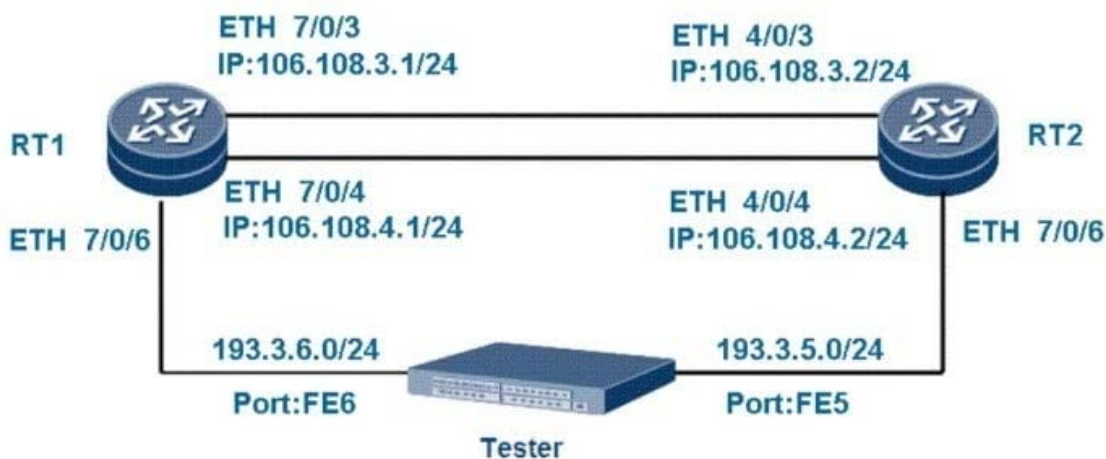 ETH 7/0/3
IP:106.108.3.1/24
ETH 4/0/3
IP:106.108.3.2/24
RT1
RT2
ETH 7/0/4
IP:106.108.4.1/24
ETH 4/0/4
IP:106.108.4.2/24
ETH 7/0/6
ETH 7/0/6
193.3.6.0/24
193.3.5.0/24
Port:FE6
Port:FE5
Tester